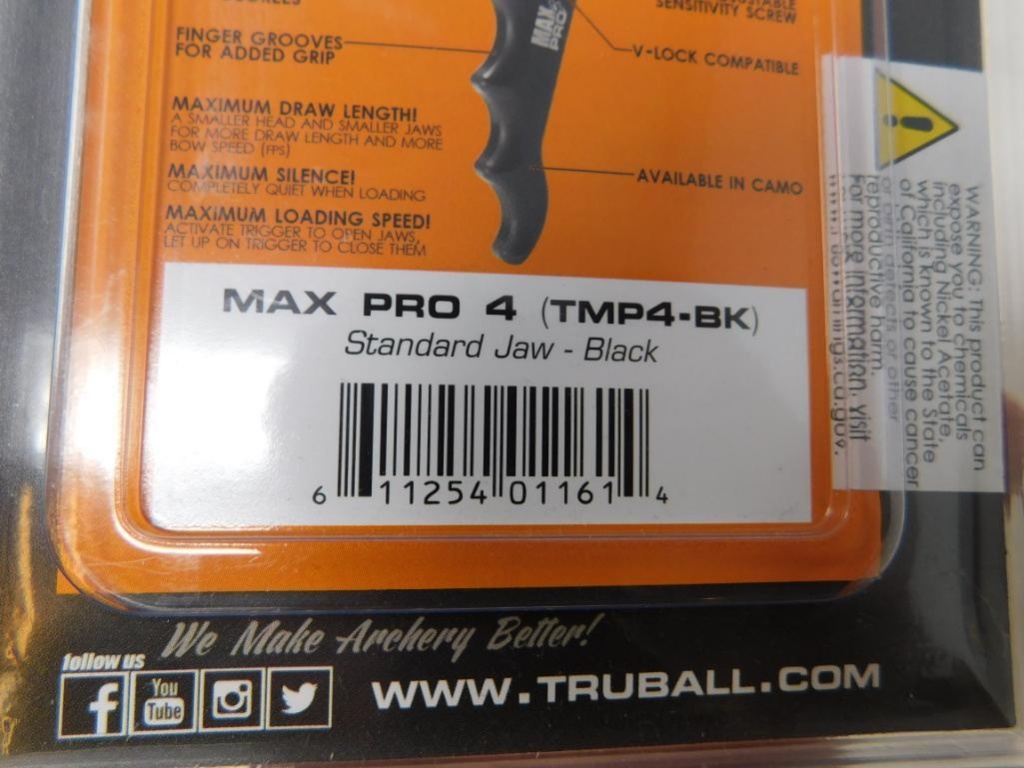 FINGER GROOVES
FOR ADDED GRIP
MAX
PRO
SENSITIVITY SCREW
V-LOCK COMPATIBLE
MAXIMUM DRAW LENGTH!
A SMALLER HEAD AND SMALLER JAWS
FOR MORE DRAW LENGTH AND MORE
BOW SPEED (FPS)
MAXIMUM SILENCE!
COMPLETELY QUIET WHEN LOADING
AVAILABLE IN CAMO
MAXIMUM LOADING SPEED!
ACTIVATE TRIGGER TO OPEN JAWS,
LET UP ON TRIGGER TO CLOSE THEM
MAX PRO 4 (TMP4-BK)
Standard Jaw - Black
6 11254 01161 4
WARNING: This product can
expose you to chemicals
including Nickel Acetate,
which is known to the State
of California to cause cancer
or birth defects or other
reproductive harm.
For more information, visit
We Make Archery Better!
follow us
You
Tube
WWW.TRUBALL.COM